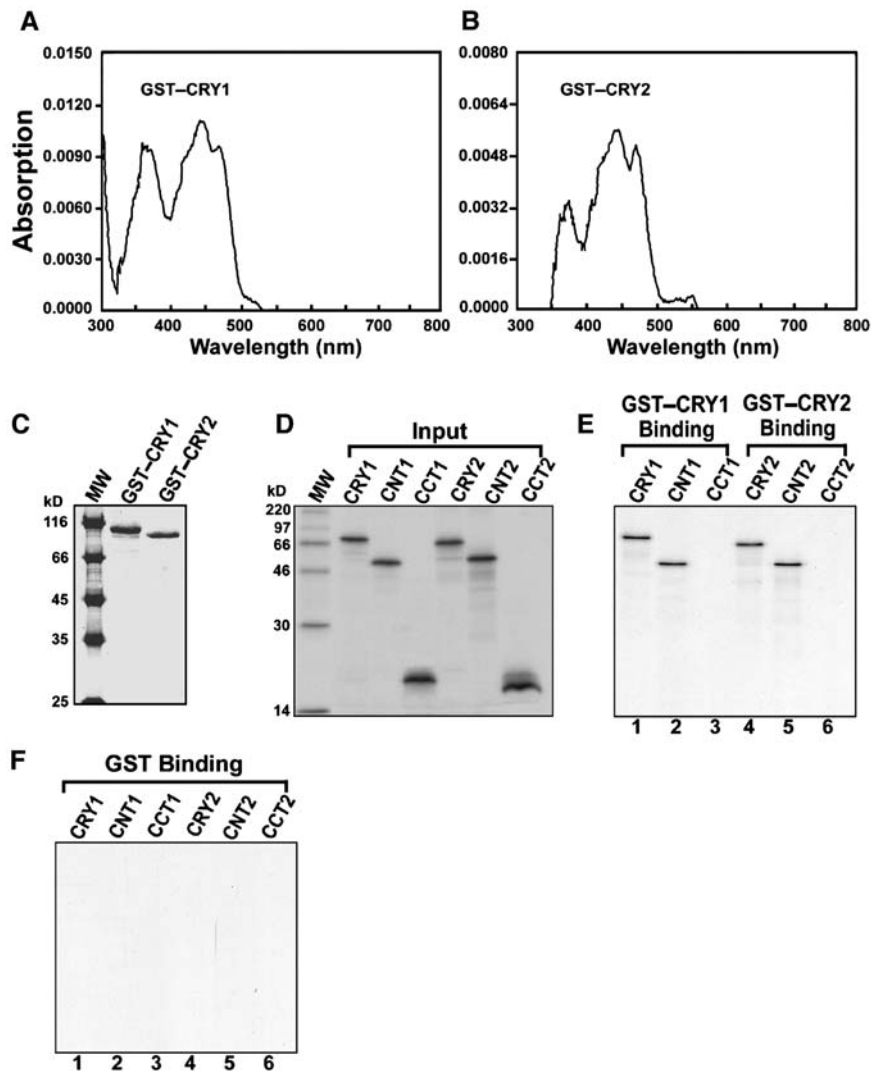 A
0.0150
0.0120
0.0090
0.0060
0.0030
0.0000
Absorption
GST–CRY1
300 400 500 600 700 800
Wavelength (nm)
B
0.0080
0.0064
0.0048
0.0032
0.0016
0.0000
GST–CRY2
300 400 500 600 700 800
Wavelength (nm)
C
kD
MW
GST–CRY1
GST–CRY2
116
66
45
35
25
D
Input
kD
MW
CRY1
CNT1
CCT1
CRY2
CNT2
CCT2
220
97
66
46
30
14
E
GST–CRY1
Binding
GST–CRY2
Binding
CRY1
CNT1
CCT1
CRY2
CNT2
CCT2
1 2 3 4 5 6
F
GST Binding
CRY1
CNT1
CCT1
CRY2
CNT2
CCT2
1 2 3 4 5 6